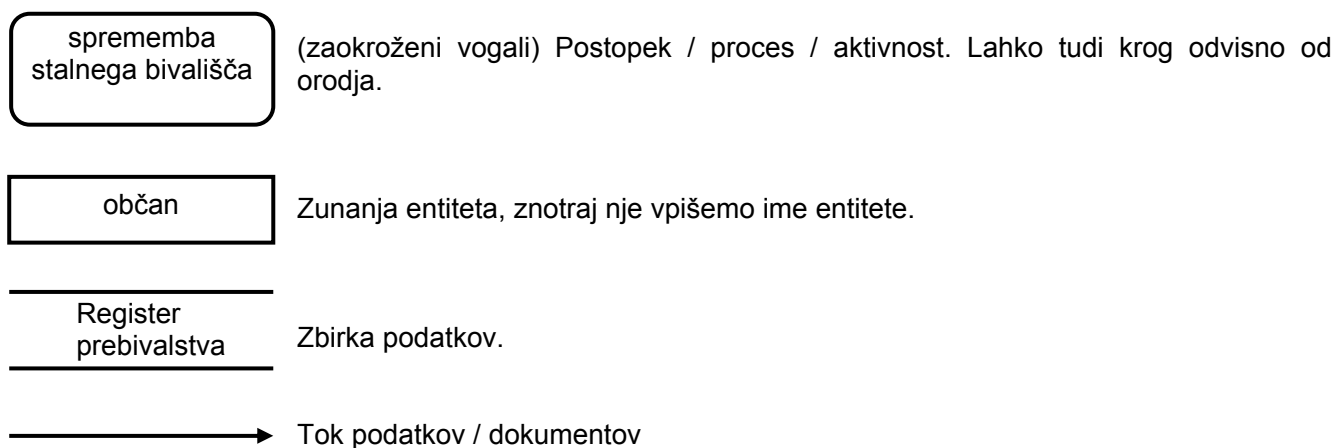 sprememba
stalnega bivališča
(zaokroženi vogali) Postopek / proces / aktivnost. Lahko tudi krog odvisno od
orodja.
občan
Zunanja entiteta, znotraj nje vpišemo ime entitete.
Register
prebivalstva
Zbirka podatkov.
Tok podatkov / dokumentov